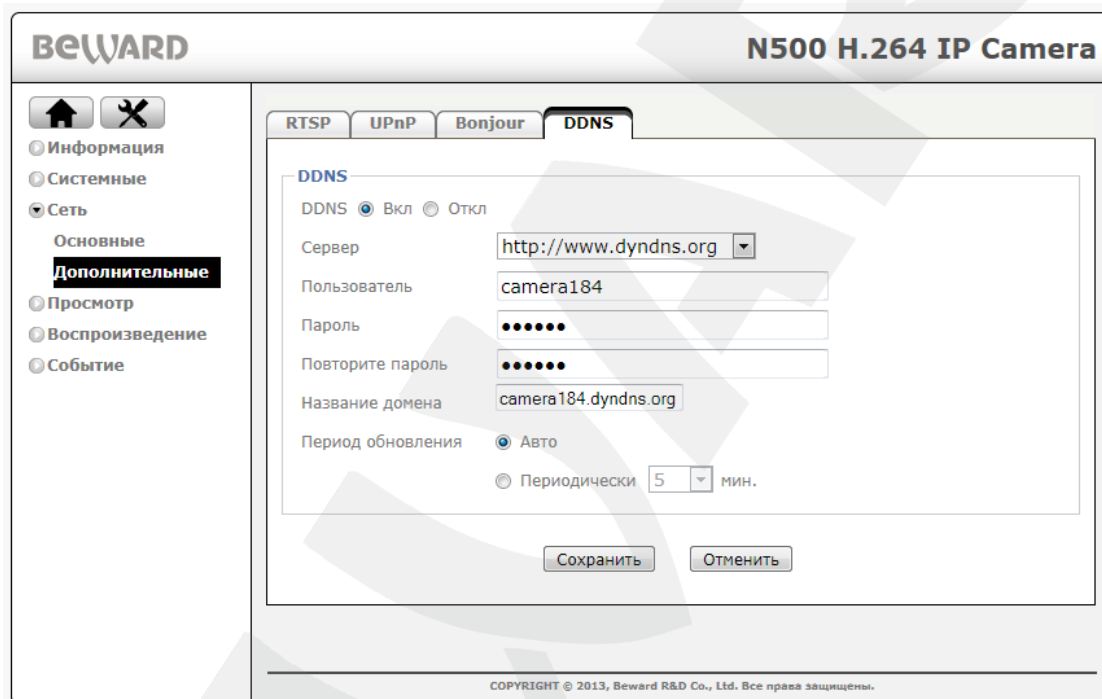 BEWARD
N500 H.264 IP Camera
Информация
Системные
Сеть
Основные
Дополнительные
Просмотр
Воспроизведение
Событие
RTSP UPnP Bonjour DDNS
DDNS
DDNS Вкл Откл
Сервер http://www.dyndns.org
Пользователь camera184
Пароль ••••••
Повторите пароль ••••••
Название домена camera184.dyndns.org
Период обновления Авто
Периодически 5 мин.
Сохранить Отменить
COPYRIGHT © 2013, Beward R&D Co., Ltd. Все права защищены.